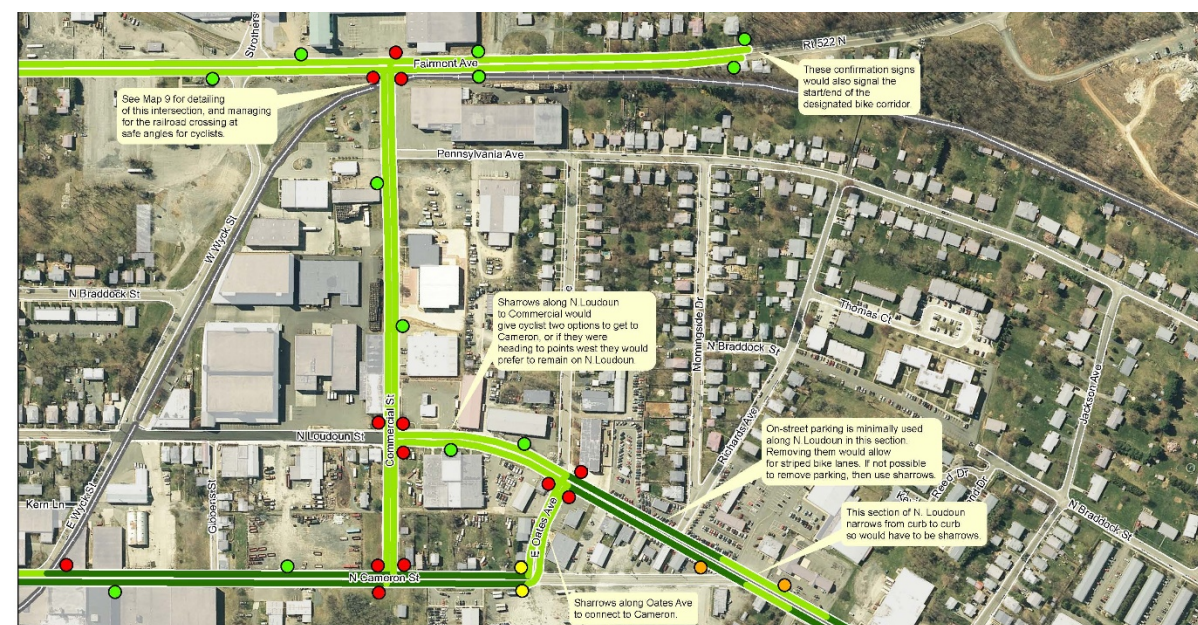 Strothers
Rt 522 N
Fairmont Ave
These confirmation signs
would also signal the
start/end of the
designated bike corridor.
See Map 9 for detailing
of this intersection, and managing
for the railroad crossing at
safe angles for cyclists.
Pennsylvania Ave
W Wyck St
N Braddock St
Thomas Ct
Sharrows along N.Loudoun
to Commercial would
give cyclist two options to get to
Cameron, or if they were
heading to points west they would
prefer to remain on N.Loudoun.
Morningside Dr
N Braddock St
Jackson Ave
Commercial St
N Loudoun St
Richards Ave
On-street parking is minimally used
along N.Loudoun in this section.
Removing them would allow
for striped bike lanes. If not possible
to remove parking, then use sharrows.
Reed Dr
Kern Ln
E Wyck St
Gibbens St
E Oates Ave
This section of N. Loudoun
narrows from curb to curb
so would have to be sharrows.
N Braddock St
N Cameron St
Sharrows along Oates Ave
to connect to Cameron.